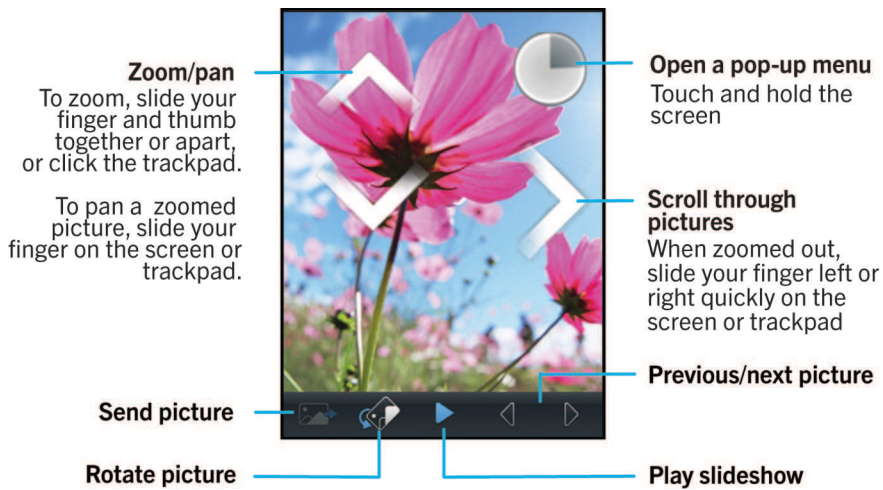 Zoom/pan
To zoom, slide your
finger and thumb
together or apart,
or click the trackpad.
To pan a zoomed
picture, slide your
finger on the screen or
trackpad.
Send picture
Rotate picture
Open a pop-up menu
Touch and hold the
screen
Scroll through
pictures
When zoomed out,
slide your finger left or
right quickly on the
screen or trackpad
Previous/next picture
Play slideshow